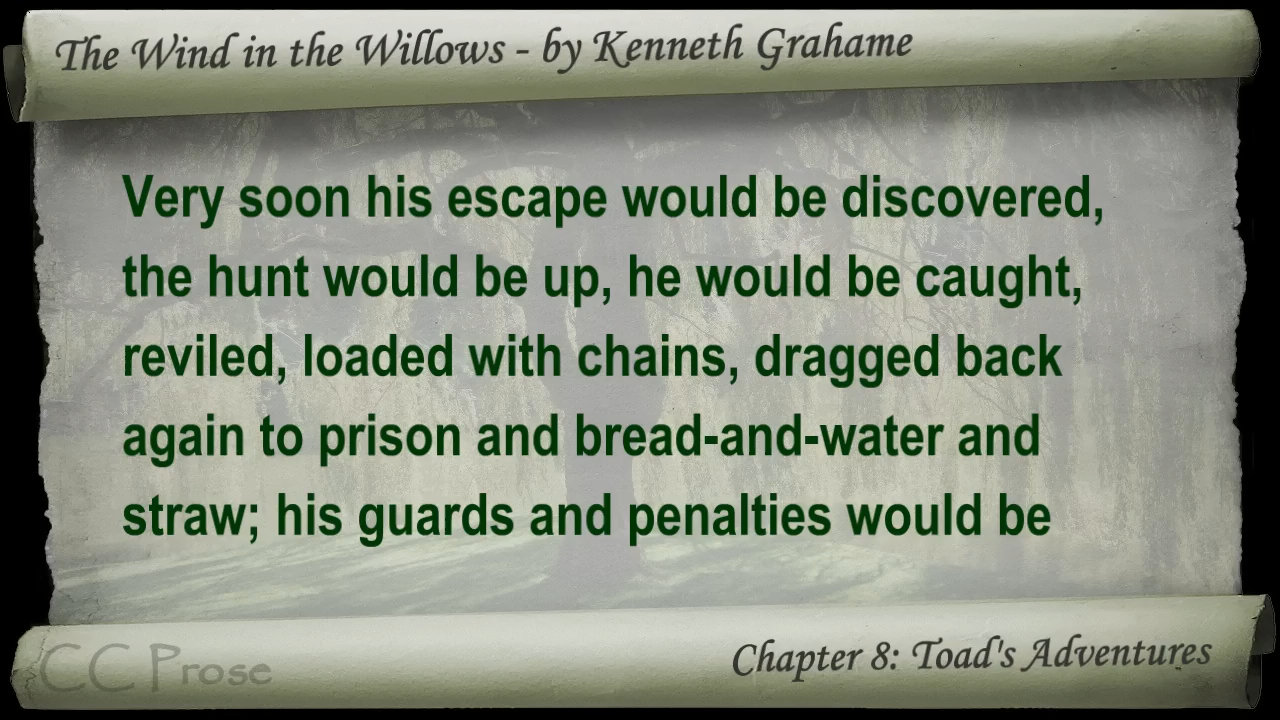 The Wind in the Willows - by Kenneth Grahame
Very soon his escape would be discovered,
the hunt would be up, he would be caught,
reviled, loaded with chains, dragged back
again to prison and bread-and-water and
straw; his guards and penalties would be
CC Prose
Chapter 8: Toad's Adventures